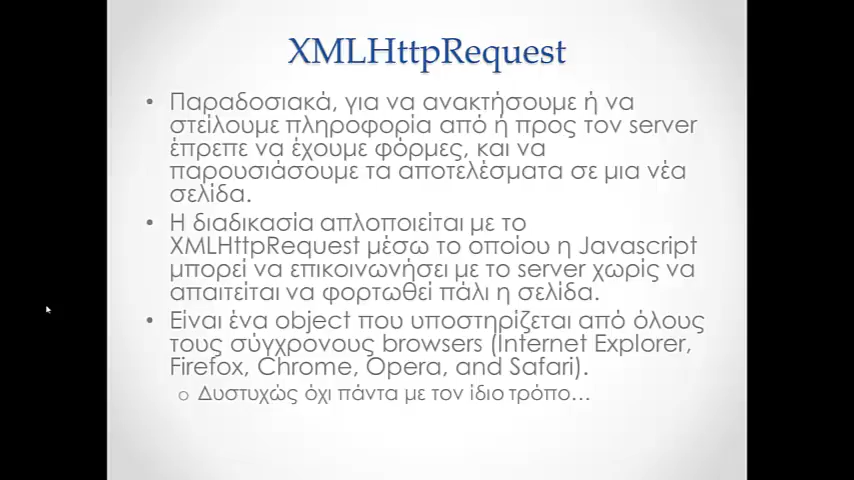 XMLHttpRequest
• Παραδοσιακά, για να ανακτήσουμε ή να
στείλουμε πληροφορία από ή προς τον server
έπρεπε να έχουμε φόρμες, και να
παρουσιάσουμε τα αποτελέσματα σε μια νέα
σελίδα.
• Η διαδικασία απλοποιείται με το
XMLHttpRequest μέσω το οποίου η Javascript
μπορεί να επικοινωνήσει με το server χωρίς να
απαιτείται να φορτωθεί πάλι η σελίδα.
• Είναι ένα object που υποστηρίζεται από όλους
τους σύγχρονους browsers (Internet Explorer,
Firefox, Chrome, Opera, and Safari).
o Δυστυχώς όχι πάντα με τον ίδιο τρόπο…